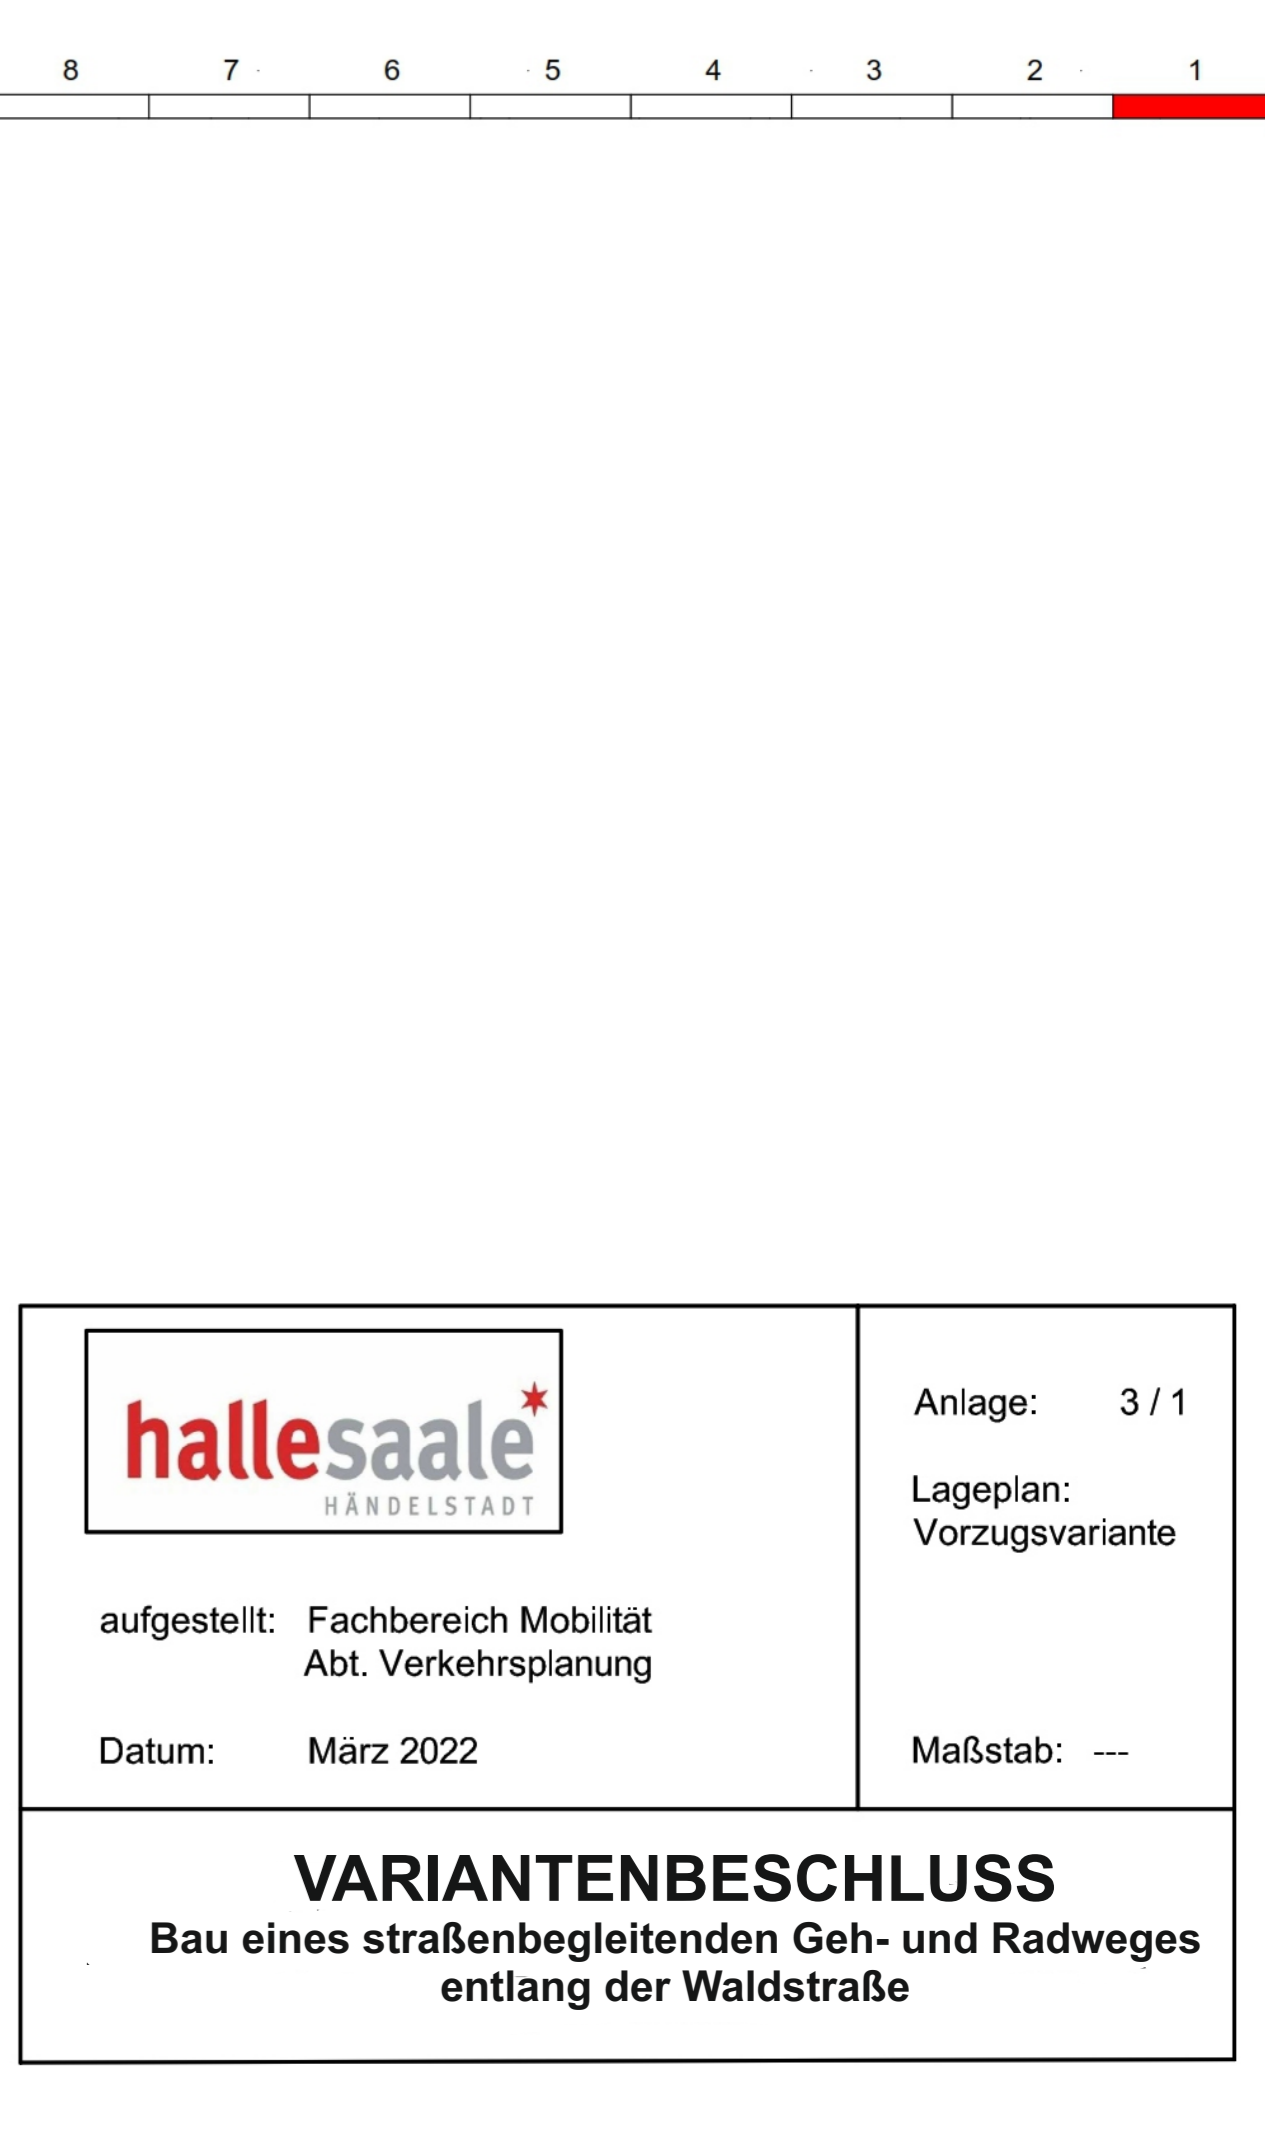 8 7 6 5 4 3 2 1
hallesaale*
HÄNDELSTADT
Anlage: 3 / 1
Lageplan:
Vorzugsvariante
aufgestellt: Fachbereich Mobilität
Abt. Verkehrsplanung
Datum: März 2022
Maßstab: ---
VARIANTENBESCHLUSS
Bau eines straßenbegleitenden Geh- und Radweges
entlang der Waldstraße